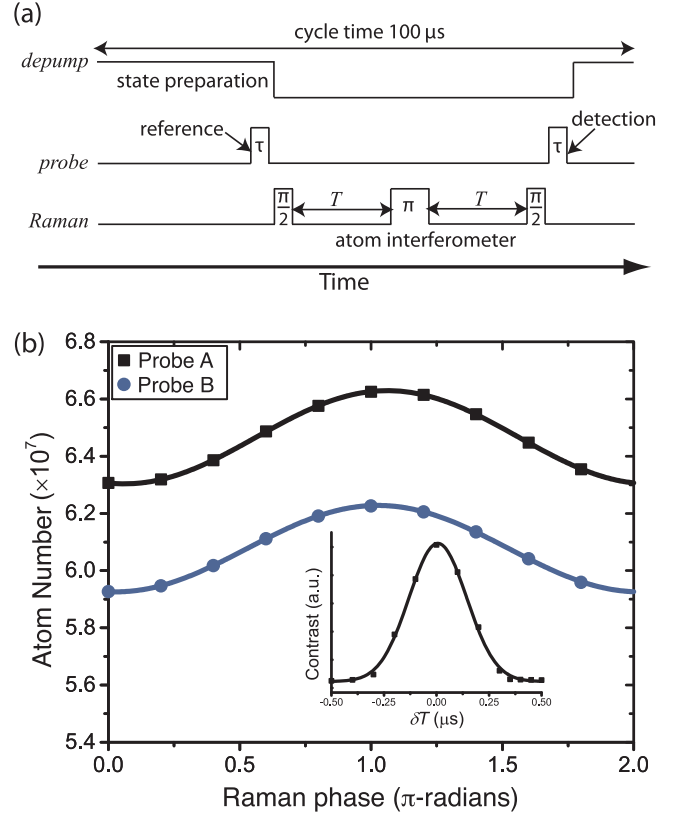 (a)
cycle time 100 μs
depump
state preparation
reference
detection
probe
τ
τ
Raman
π/2
T
π
T
π/2
atom interferometer
Time
(b)
Probe A
Probe B
Atom Number (×10⁷)
6.8
6.6
6.4
6.2
6.0
5.8
5.6
5.4
0.0
0.5
1.0
1.5
2.0
Raman phase (π-radians)
Contrast (a.u.)
-0.50
-0.25
0.00
0.25
0.50
δT (μs)